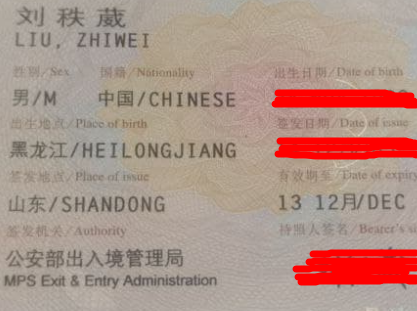 刘秩葳
LIU, ZHIWEI
性别/Sex 国籍/Nationality 出生日期/Date of birth
男/M 中国/CHINESE
出生地点/Place of birth 签发日期/Date of issue
黑龙江/HEILONGJIANG
签发地点/Place of issue 有效期至/Date of expiry
山东/SHANDONG 13 12月/DEC
签发机关/Authority 持照人签名/Bearer's si
公安部出入境管理局
MPS Exit & Entry Administration